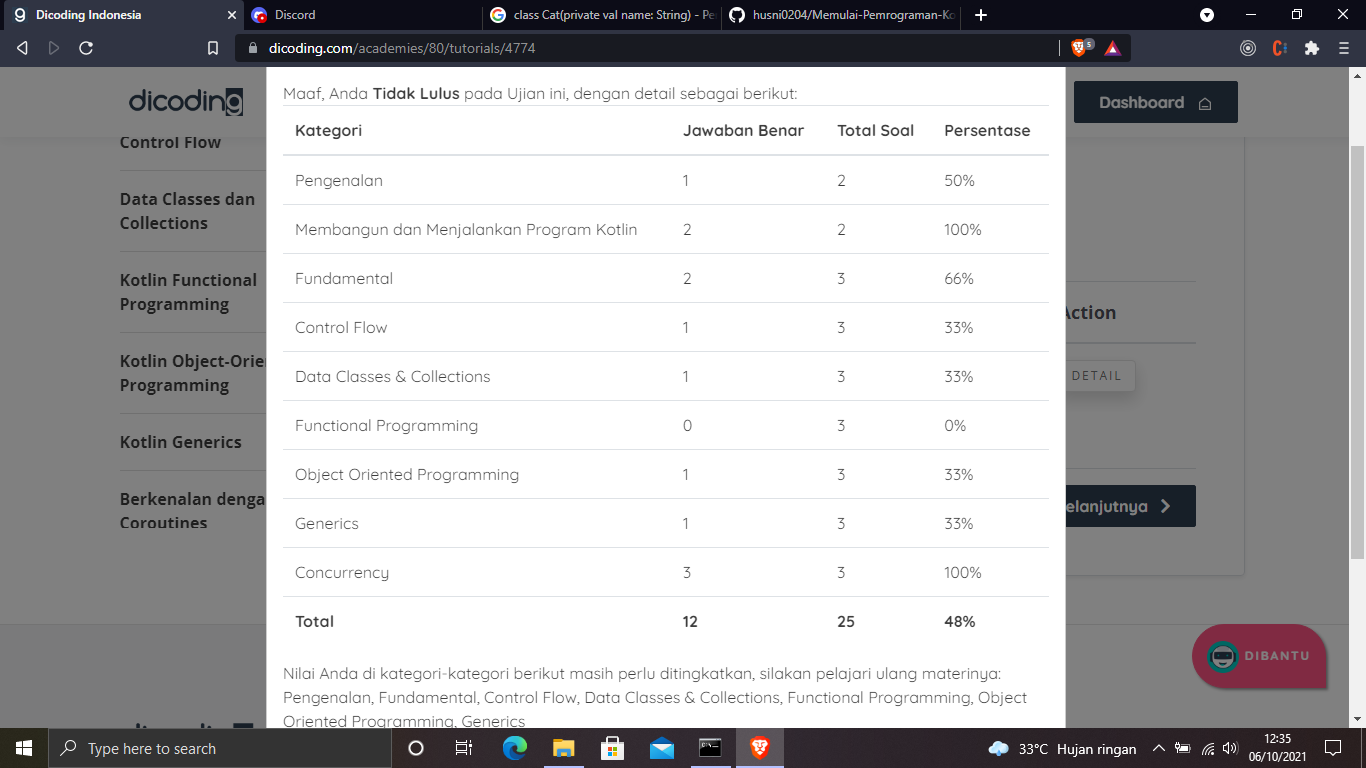 Dicoding Indonesia
Discord
class Cat(private val name: String) - Pe
husni0204/Memulai-Pemrograman-Ko
dicoding.com/academies/80/tutorials/4774
5
dicoding
Dashboard
Control Flow
Data Classes dan
Collections
Kotlin Functional
Programming
Kotlin Object-Orie
Programming
Kotlin Generics
Berkenalan denga
Coroutines
Maaf, Anda Tidak Lulus pada Ujian ini, dengan detail sebagai berikut:
Kategori Jawaban Benar Total Soal Persentase
Pengenalan 1 2 50%
Membangun dan Menjalankan Program Kotlin 2 2 100%
Fundamental 2 3 66%
Control Flow 1 3 33%
Data Classes & Collections 1 3 33%
Functional Programming 0 3 0%
Object Oriented Programming 1 3 33%
Generics 1 3 33%
Concurrency 3 3 100%
Total 12 25 48%
Nilai Anda di kategori-kategori berikut masih perlu ditingkatkan, silakan pelajari ulang materinya:
Pengenalan, Fundamental, Control Flow, Data Classes & Collections, Functional Programming, Object
Oriented Programming, Generics
Action
DETAIL
elanjutnya
DIBANTU
Type here to search
33°C Hujan ringan
12:35
06/10/2021